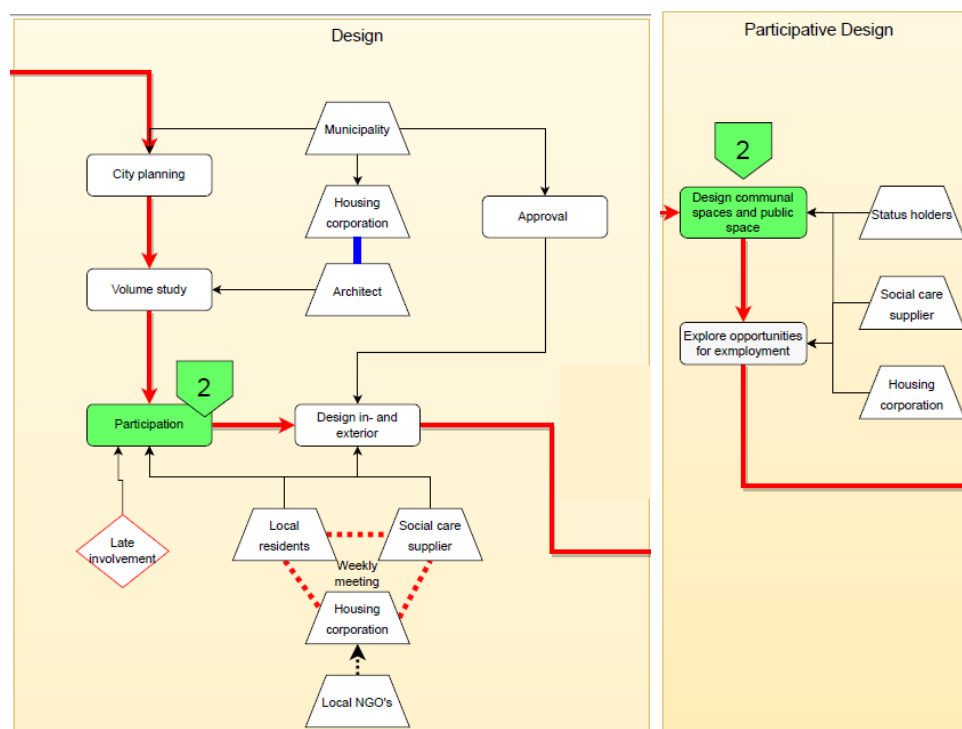 Design
Municipality
City planning
Housing
corporation
Approval
Volume study
Architect
2
Participation
Design in- and
exterior
Local
residents
Social care
supplier
Late
involvement
Weekly
meeting
Housing
corporation
Local NGO's
Participative Design
2
Design communal
spaces and public
space
Status holders
Social care
supplier
Explore opportunities
for exmployment
Housing
corporation